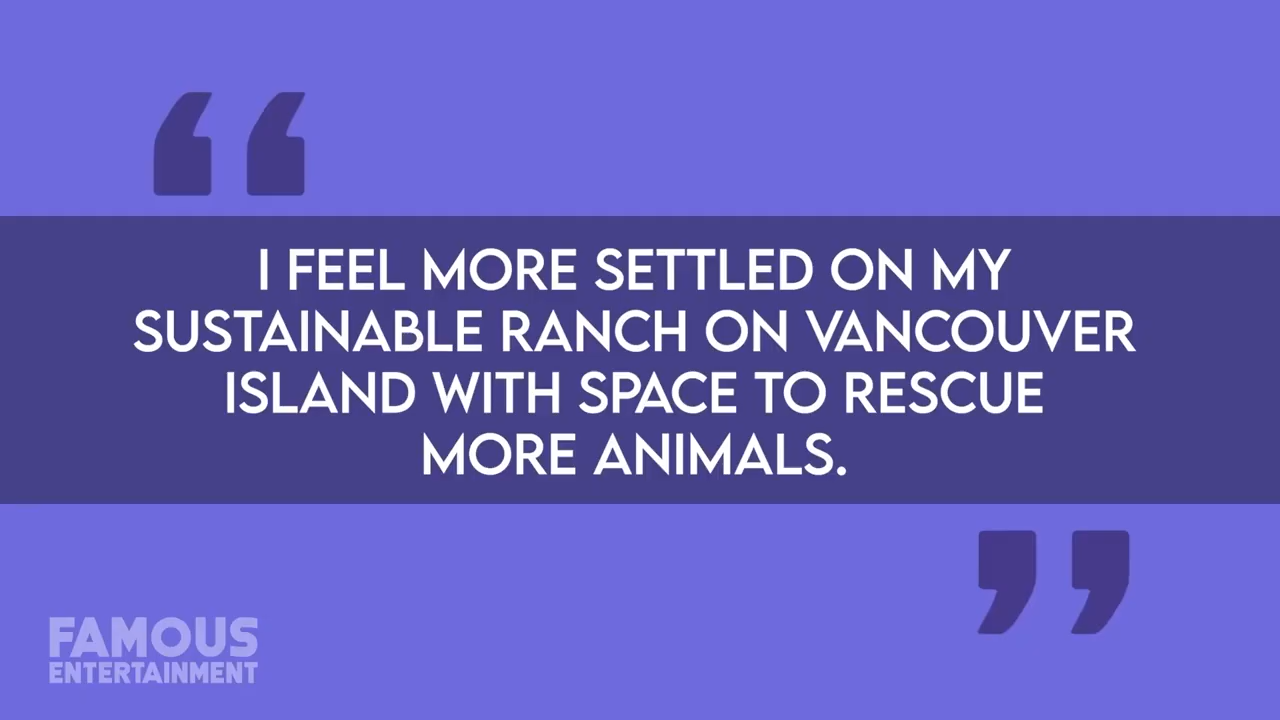 I FEEL MORE SETTLED ON MY
SUSTAINABLE RANCH ON VANCOUVER
ISLAND WITH SPACE TO RESCUE
MORE ANIMALS.
FAMOUS
ENTERTAINMENT